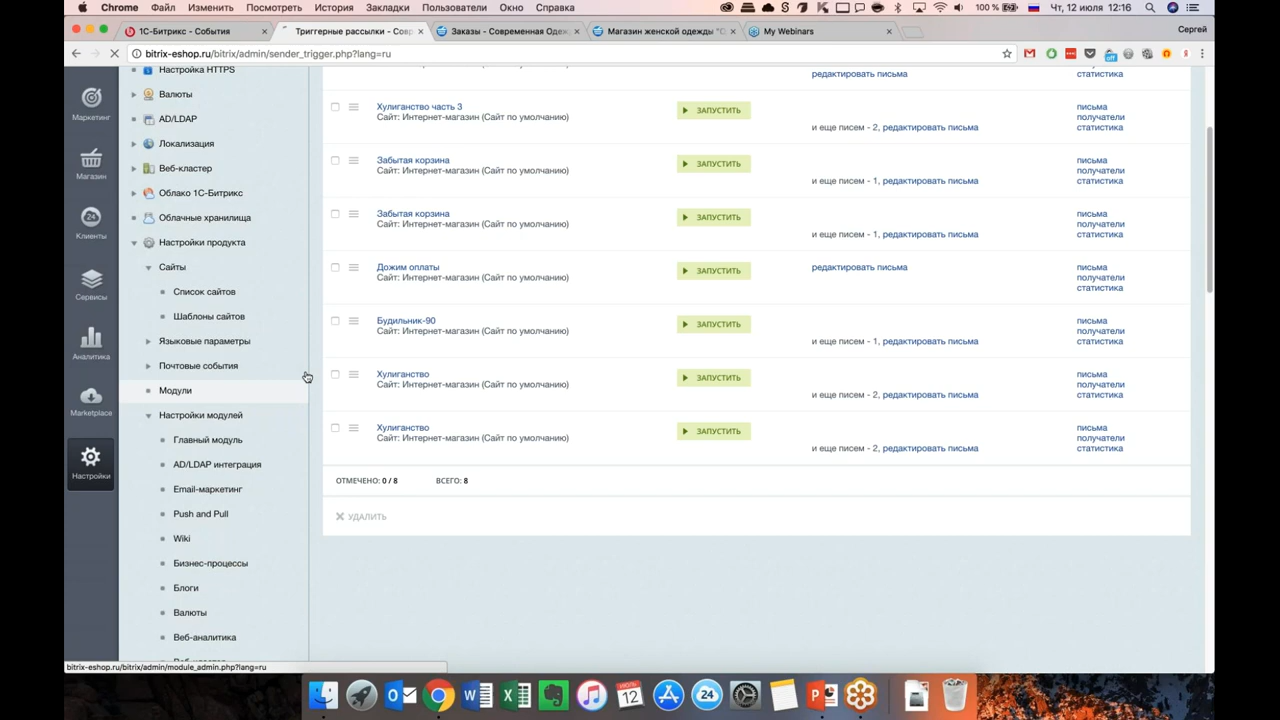 Chrome Файл Изменить Посмотреть История Закладки Пользователи Окно Справка
100 % Чт, 12 июля 12:16
1С-Битрикс - События
Триггерные рассылки - Совр
Заказы - Современная Одеж
Магазин женской одежды "О
My Webinars
Сергей
bitrix-eshop.ru/bitrix/admin/sender_trigger.php?lang=ru
off
Маркетинг
Магазин
24
Клиенты
Сервисы
Аналитика
Marketplace
Настройки
Настройка HTTPS
Валюты
AD/LDAP
Локализация
Веб-кластер
Облако 1С-Битрикс
Облачные хранилища
Настройки продукта
Сайты
Список сайтов
Шаблоны сайтов
Языковые параметры
Почтовые события
Модули
Настройки модулей
Главный модуль
AD/LDAP интеграция
Email-маркетинг
Push and Pull
Wiki
Бизнес-процессы
Блоги
Валюты
Веб-аналитика
редактировать письма
статистика
Хулиганство часть 3
Сайт: Интернет-магазин (Сайт по умолчанию)
ЗАПУСТИТЬ
и еще писем - 2, редактировать письма
письма
получатели
статистика
Забытая корзина
Сайт: Интернет-магазин (Сайт по умолчанию)
ЗАПУСТИТЬ
и еще писем - 1, редактировать письма
письма
получатели
статистика
Забытая корзина
Сайт: Интернет-магазин (Сайт по умолчанию)
ЗАПУСТИТЬ
и еще писем - 1, редактировать письма
письма
получатели
статистика
Дожим оплаты
Сайт: Интернет-магазин (Сайт по умолчанию)
ЗАПУСТИТЬ
редактировать письма
письма
получатели
статистика
Будильник-90
Сайт: Интернет-магазин (Сайт по умолчанию)
ЗАПУСТИТЬ
и еще писем - 1, редактировать письма
письма
получатели
статистика
Хулиганство
Сайт: Интернет-магазин (Сайт по умолчанию)
ЗАПУСТИТЬ
и еще писем - 2, редактировать письма
письма
получатели
статистика
Хулиганство
Сайт: Интернет-магазин (Сайт по умолчанию)
ЗАПУСТИТЬ
и еще писем - 2, редактировать письма
письма
получатели
статистика
ОТМЕЧЕНО: 0 / 8 ВСЕГО: 8
УДАЛИТЬ
bitrix-eshop.ru/bitrix/admin/module_admin.php?lang=ru
12
24